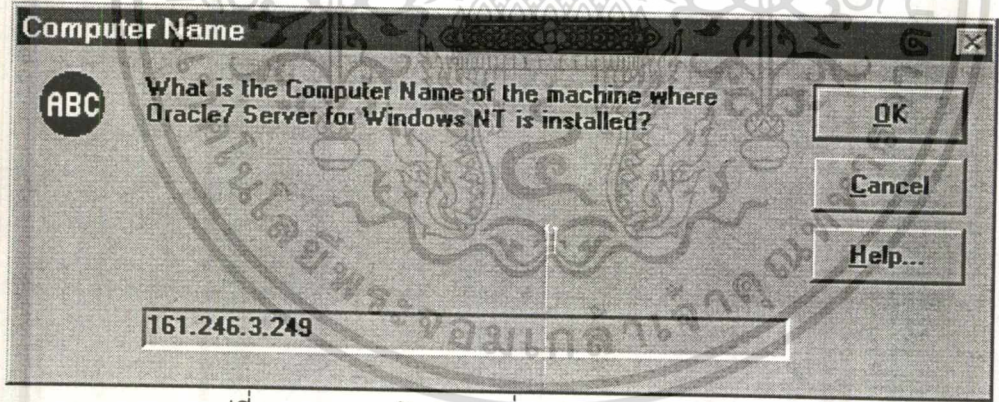 Computer Name
ABC
What is the Computer Name of the machine where
Oracle7 Server for Windows NT is installed?
OK
Cancel
Help...
161.246.3.249